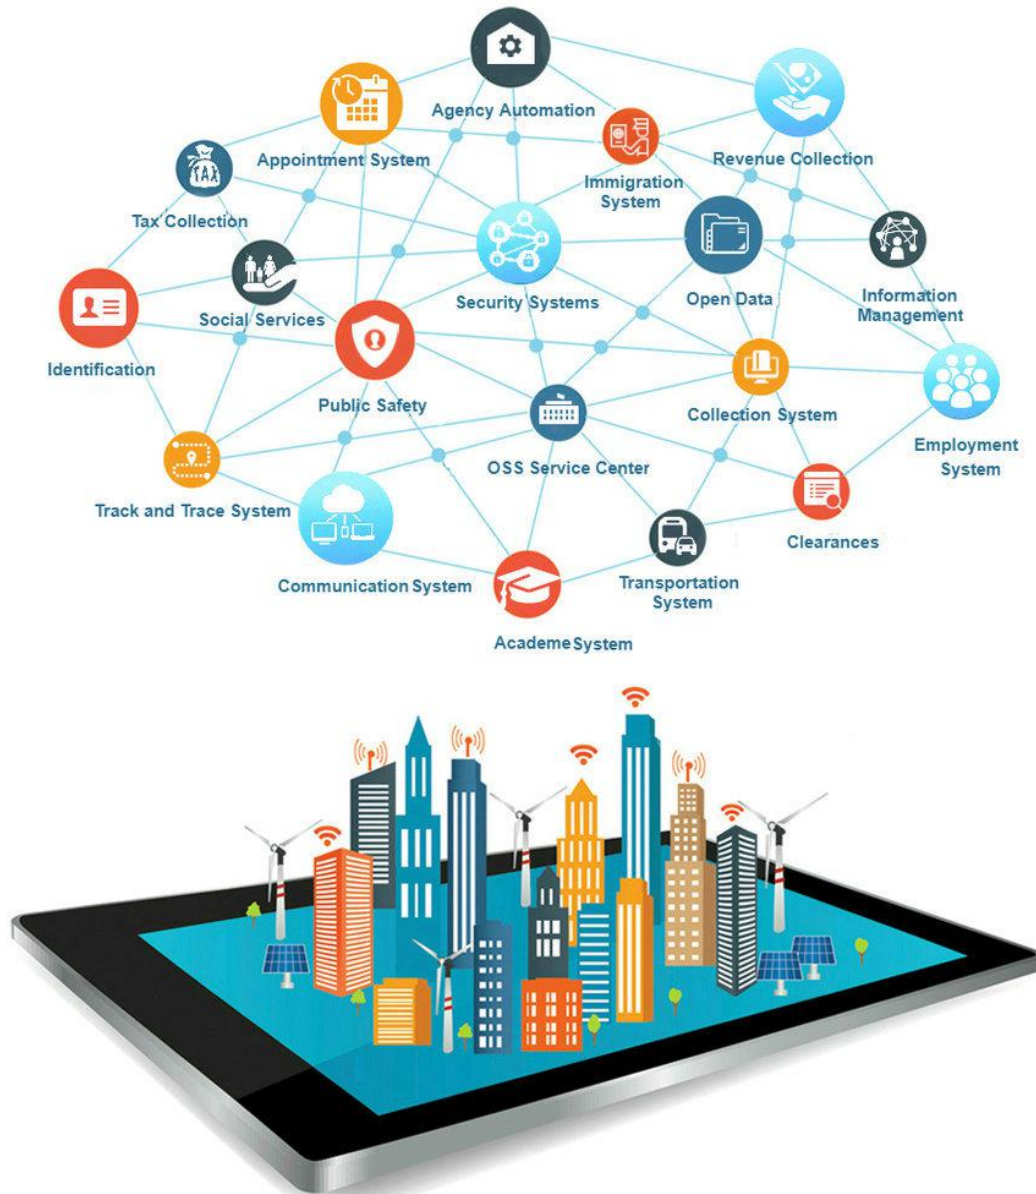 Agency Automation
Appointment System
Immigration
System
Revenue Collection
TAX
Tax Collection
Social Services
Security Systems
Open Data
Information
Management
Identification
Public Safety
Collection System
Employment
System
OSS Service Center
Track and Trace System
Clearances
Communication System
Transportation
System
Academe System